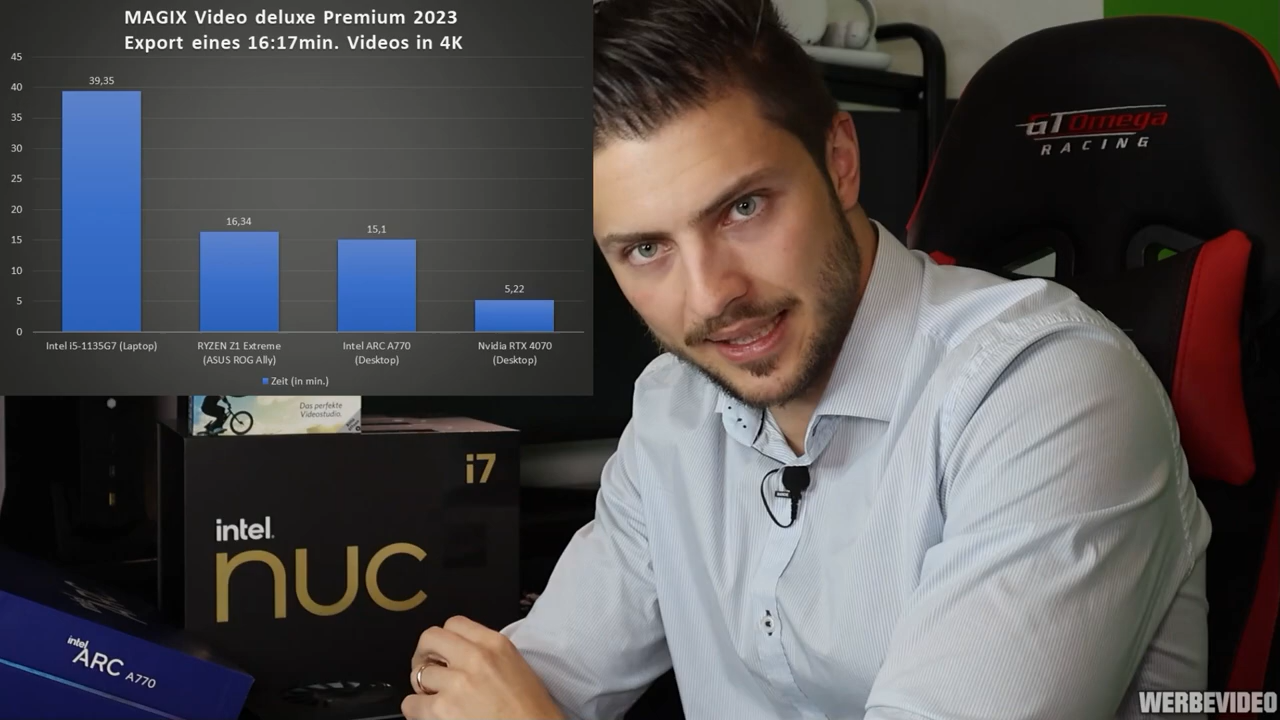 MAGIX Video deluxe Premium 2023
Export eines 16:17min. Videos in 4K
45
40
35
30
25
20
15
10
5
0
39,35
16,34
15,1
5,22
Intel i5-1135G7 (Laptop)
RYZEN Z1 Extreme
(ASUS ROG Ally)
Intel ARC A770
(Desktop)
Nvidia RTX 4070
(Desktop)
Zeit (in min.)
GT Omega
RACING
Das perfekte
Videostudio.
i7
intel
nuc
intel
ARC A770
WERBEVIDEO